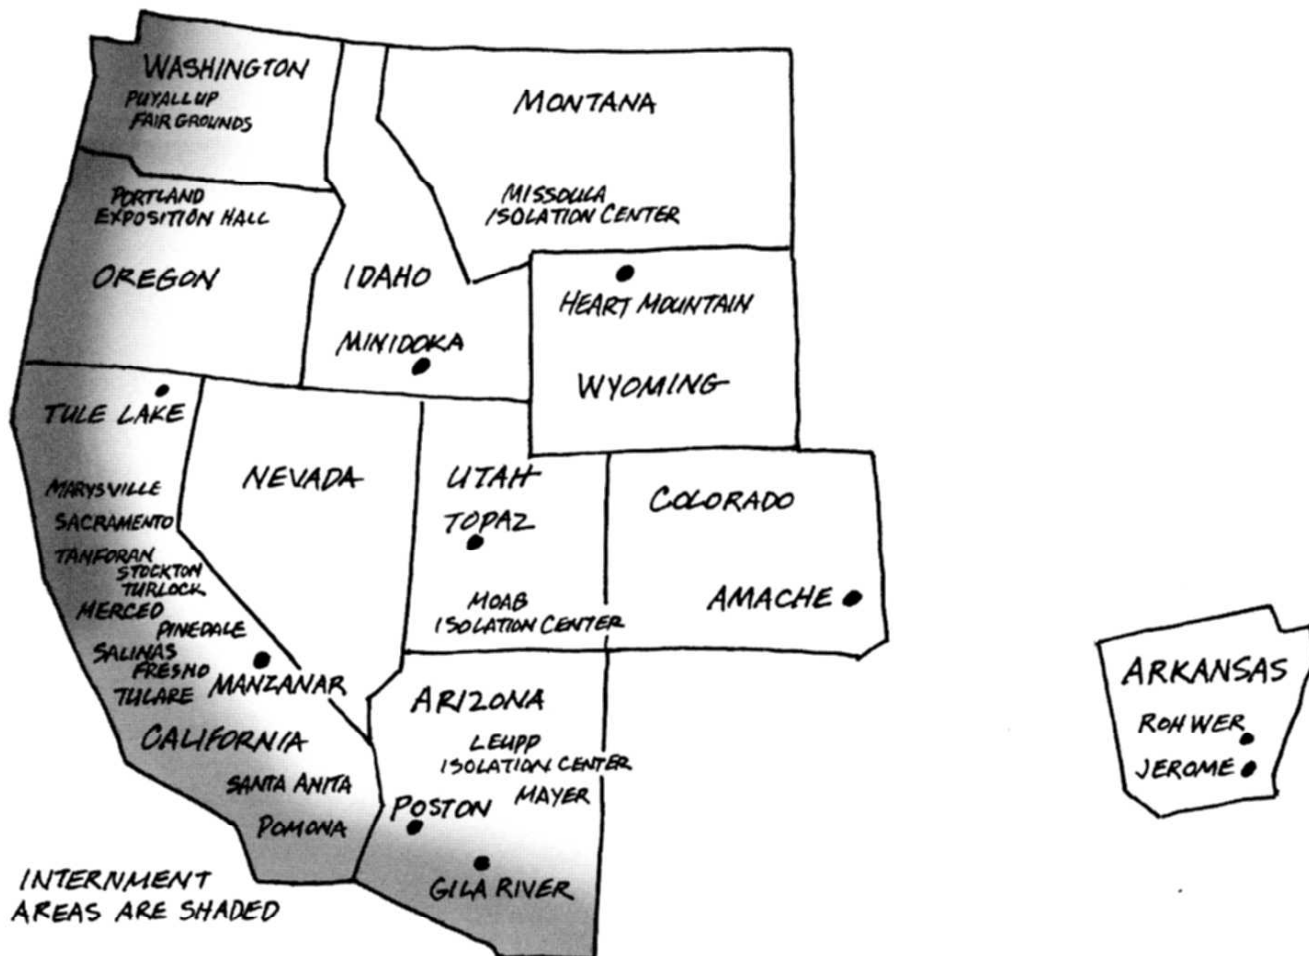 WASHINGTON
PUYALLUP
FAIR GROUNDS
MONTANA
MISSOULA
ISOLATION CENTER
PORTLAND
EXPOSITION HALL
OREGON
IDAHO
MINIDOKA
HEART MOUNTAIN
WYOMING
TULE LAKE
MARYSVILLE
SACRAMENTO
TANFORAN
STOCKTON
TURLOCK
MERCED
PINEDALE
SALINAS
FRESNO
TULARE
MANZANAR
CALIFORNIA
SANTA ANITA
POMONA
NEVADA
UTAH
TOPAZ
MOAB
ISOLATION CENTER
COLORADO
AMACHE
ARIZONA
LEUPP
ISOLATION CENTER
MAYER
POSTON
GILA RIVER
ARKANSAS
ROHWER
JEROME
INTERNMENT
AREAS ARE SHADED